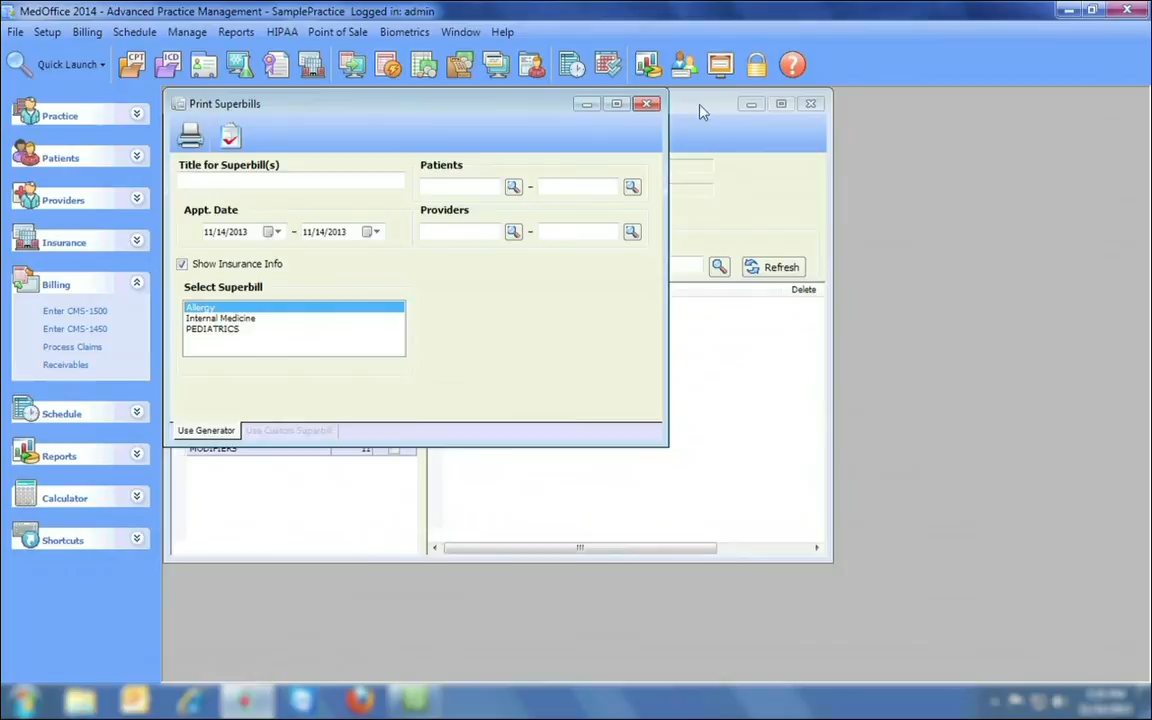 MedOffice 2014 - Advanced Practice Management - SamplePractice Logged in: admin
File Setup Billing Schedule Manage Reports HIPAA Point of Sale Biometrics Window Help
Quick Launch CPT ICD
Practice
Patients
Providers
Insurance
Billing
Enter CMS-1500
Enter CMS-1450
Process Claims
Receivables
Schedule
Reports
Calculator
Shortcuts
Print Superbills
Title for Superbill(s)
Patients
-
Appt. Date
Providers
11/14/2013 - 11/14/2013
-
Show Insurance Info
Select Superbill
Allergy
Internal Medicine
PEDIATRICS
Use Generator Use Custom Superbill
Refresh
Delete
MODIFIERS 11